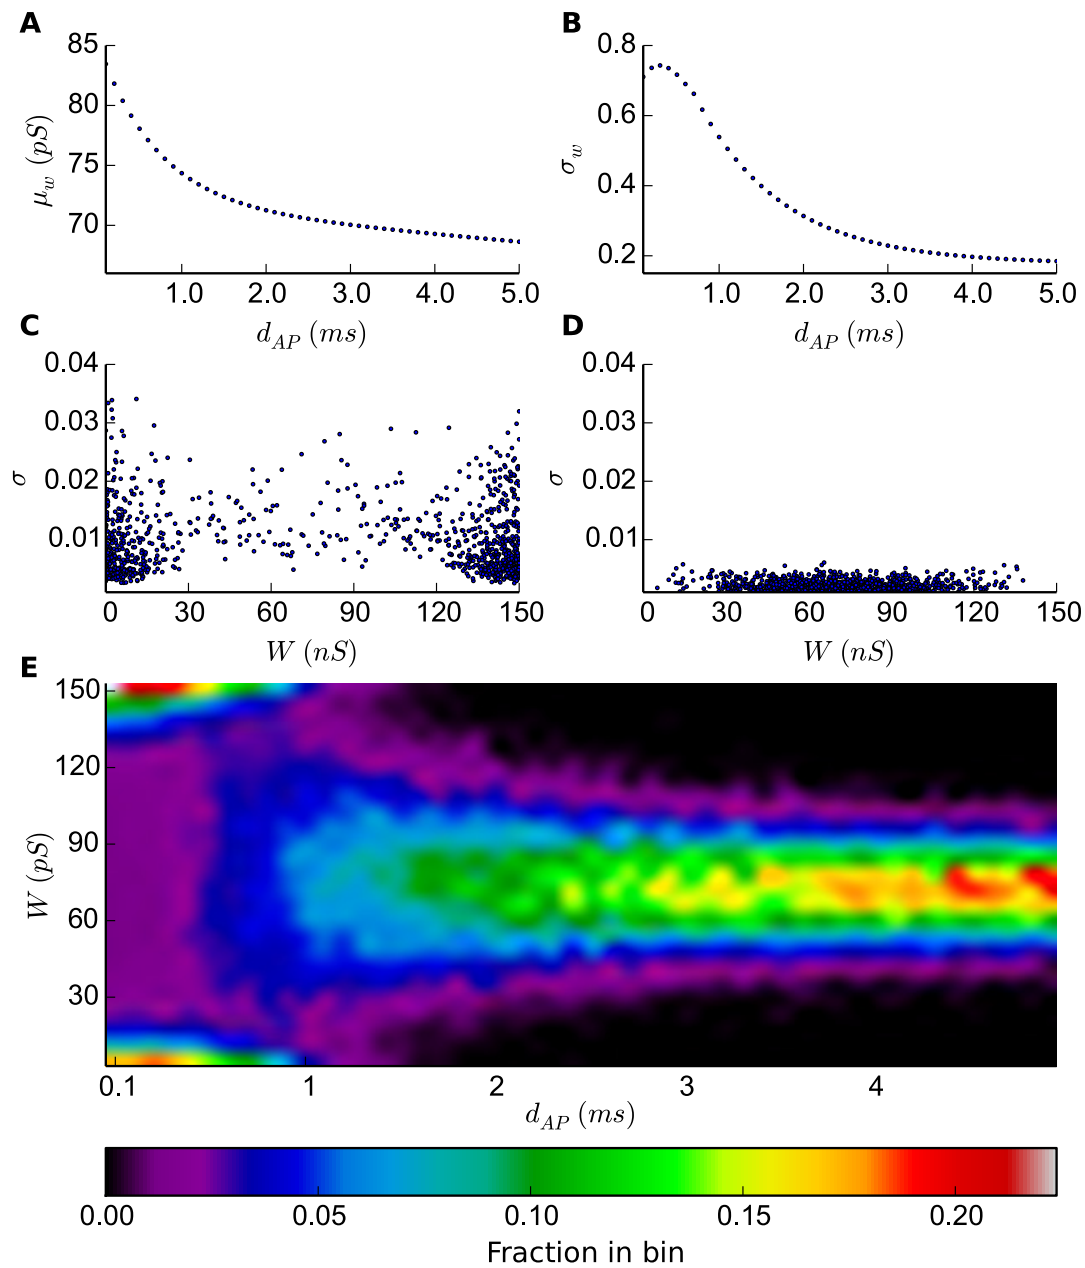 A
B
85
80
75
70
μw (pS)
1.0 2.0 3.0 4.0 5.0
dAP (ms)
0.8
0.6
0.4
0.2
σw
1.0 2.0 3.0 4.0 5.0
dAP (ms)
C
D
0.04
0.03
0.02
0.01
σ
0 30 60 90 120 150
W (nS)
0.04
0.03
0.02
0.01
σ
0 30 60 90 120 150
W (nS)
E
150
120
90
60
30
W (pS)
0.1 1 2 3 4
dAP (ms)
0.00 0.05 0.10 0.15 0.20
Fraction in bin